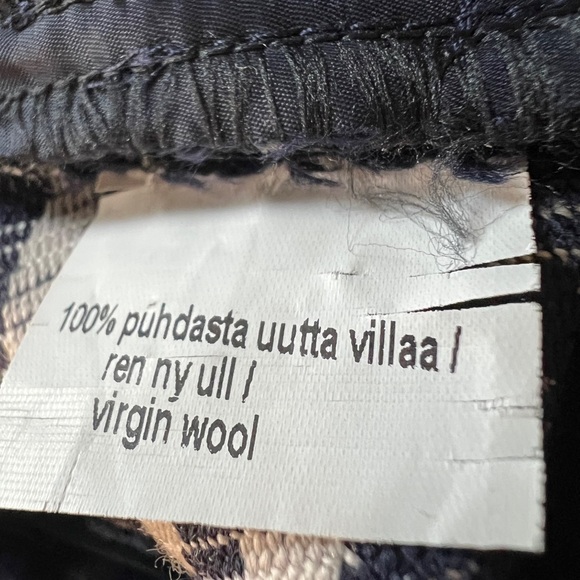 100% puhdasta uutta villaa /
ren ny ull /
virgin wool